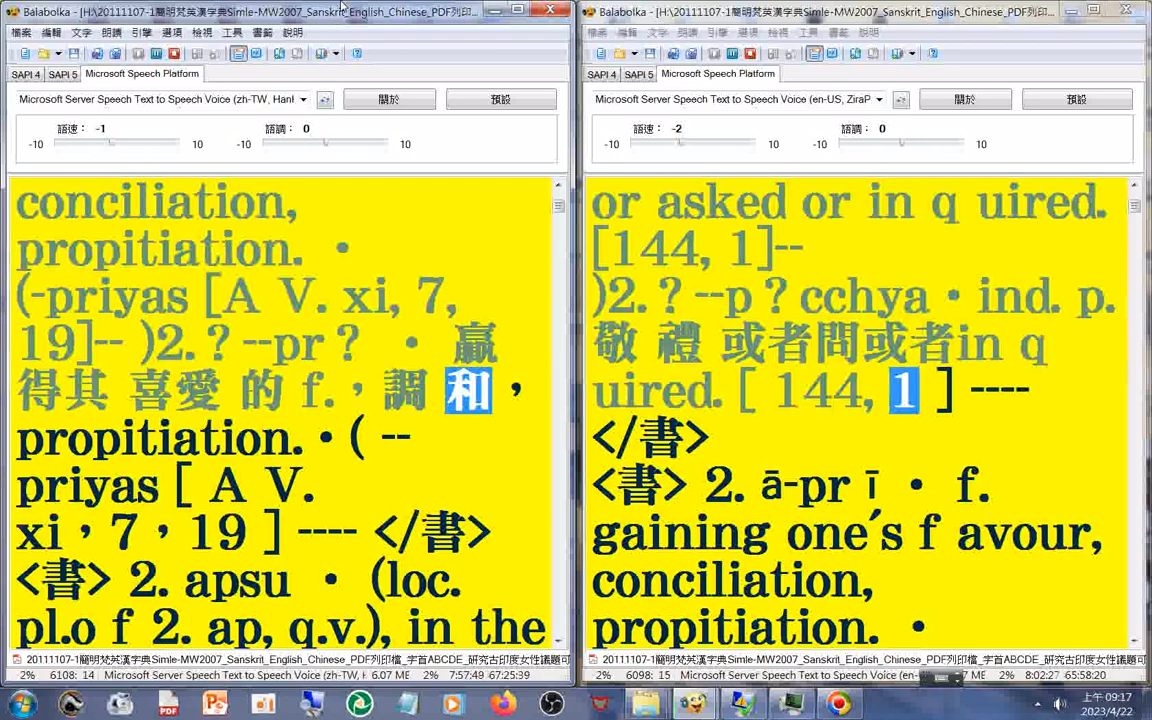 Balabolka - [H:\20111107-1簡明梵英漢字典Simle-MW2007_Sanskrit_English_Chinese_PDF列印...
檔案 編輯 文字 朗讀 引擎 選項 檢視 工具 書籤 說明
SAPI 4 SAPI 5 Microsoft Speech Platform
Microsoft Server Speech Text to Speech Voice (zh-TW, Hanl
關於 預設
語速： -1 語調： 0
-10 10 -10 10
conciliation,
propitiation. •
(-priyas [A V. xi, 7,
19]-- )2. ? --pr ? • 贏
得其 喜愛 的 f.，調 和，
propitiation. • ( --
priyas [ A V.
xi，7，19 ] ---- </書>
<書> 2. apsu • (loc.
pl.o f 2. ap, q.v.), in the
20111107-1簡明梵英漢字典Simle-MW2007_Sanskrit_English_Chinese_PDF列印檔_字首ABCDE_研究古印度女性議題可
2% 6108: 14 Microsoft Server Speech Text to Speech Voice (zh-TW, H 6.07 MB 2% 7:57:49 67:25:39
Balabolka - [H:\20111107-1簡明梵英漢字典Simle-MW2007_Sanskrit_English_Chinese_PDF列印...
檔案 編輯 文字 朗讀 引擎 選項 檢視 工具 書籤 說明
SAPI 4 SAPI 5 Microsoft Speech Platform
Microsoft Server Speech Text to Speech Voice (en-US, ZiraP
關於 預設
語速： -2 語調： 0
-10 10 -10 10
or asked or in q uired.
[144, 1]--
)2. ? --p ? cchya • ind. p.
敬 禮 或者問或者in q
uired. [ 144, 1 ] ----
</書>
<書> 2. ā-pr ī • f.
gaining one's f avour,
conciliation,
propitiation. •
20111107-1簡明梵英漢字典Simle-MW2007_Sanskrit_English_Chinese_PDF列印檔_字首ABCDE_研究古印度女性議題可
2% 6098: 15 Microsoft Server Speech Text to Speech Voice (en- MB 2% 8:02:27 65:58:20
上午 09:17
2023/4/22